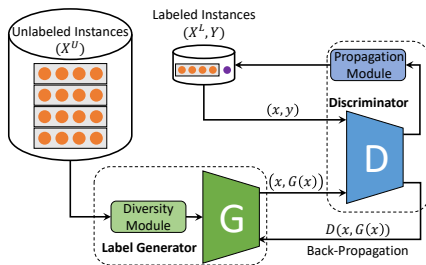 Unlabeled Instances
(X^U)
Labeled Instances
(X^L, Y)
Propagation
Module
Discriminator
(x, y)
D
(x, G(x))
Diversity
Module
G
Label Generator
D(x, G(x))
Back-Propagation